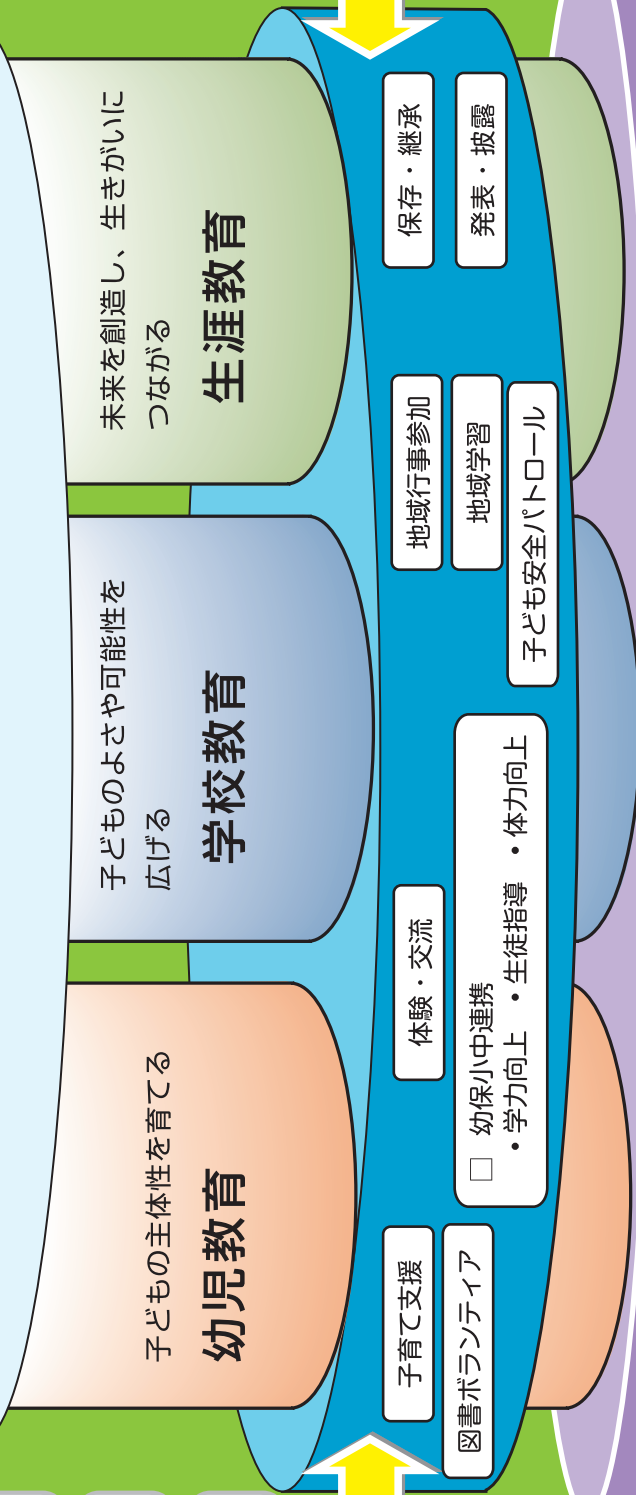 子どもの主体性を育てる
幼児教育
子どものよさや可能性を
広げる
学校教育
未来を創造し、生きがいに
つながる
生涯教育
子育て支援
図書ボランティア
体験・交流
□ 幼保小中連携
・学力向上 ・生徒指導 ・体力向上
地域行事参加
地域学習
子ども安全パトロール
保存・継承
発表・披露